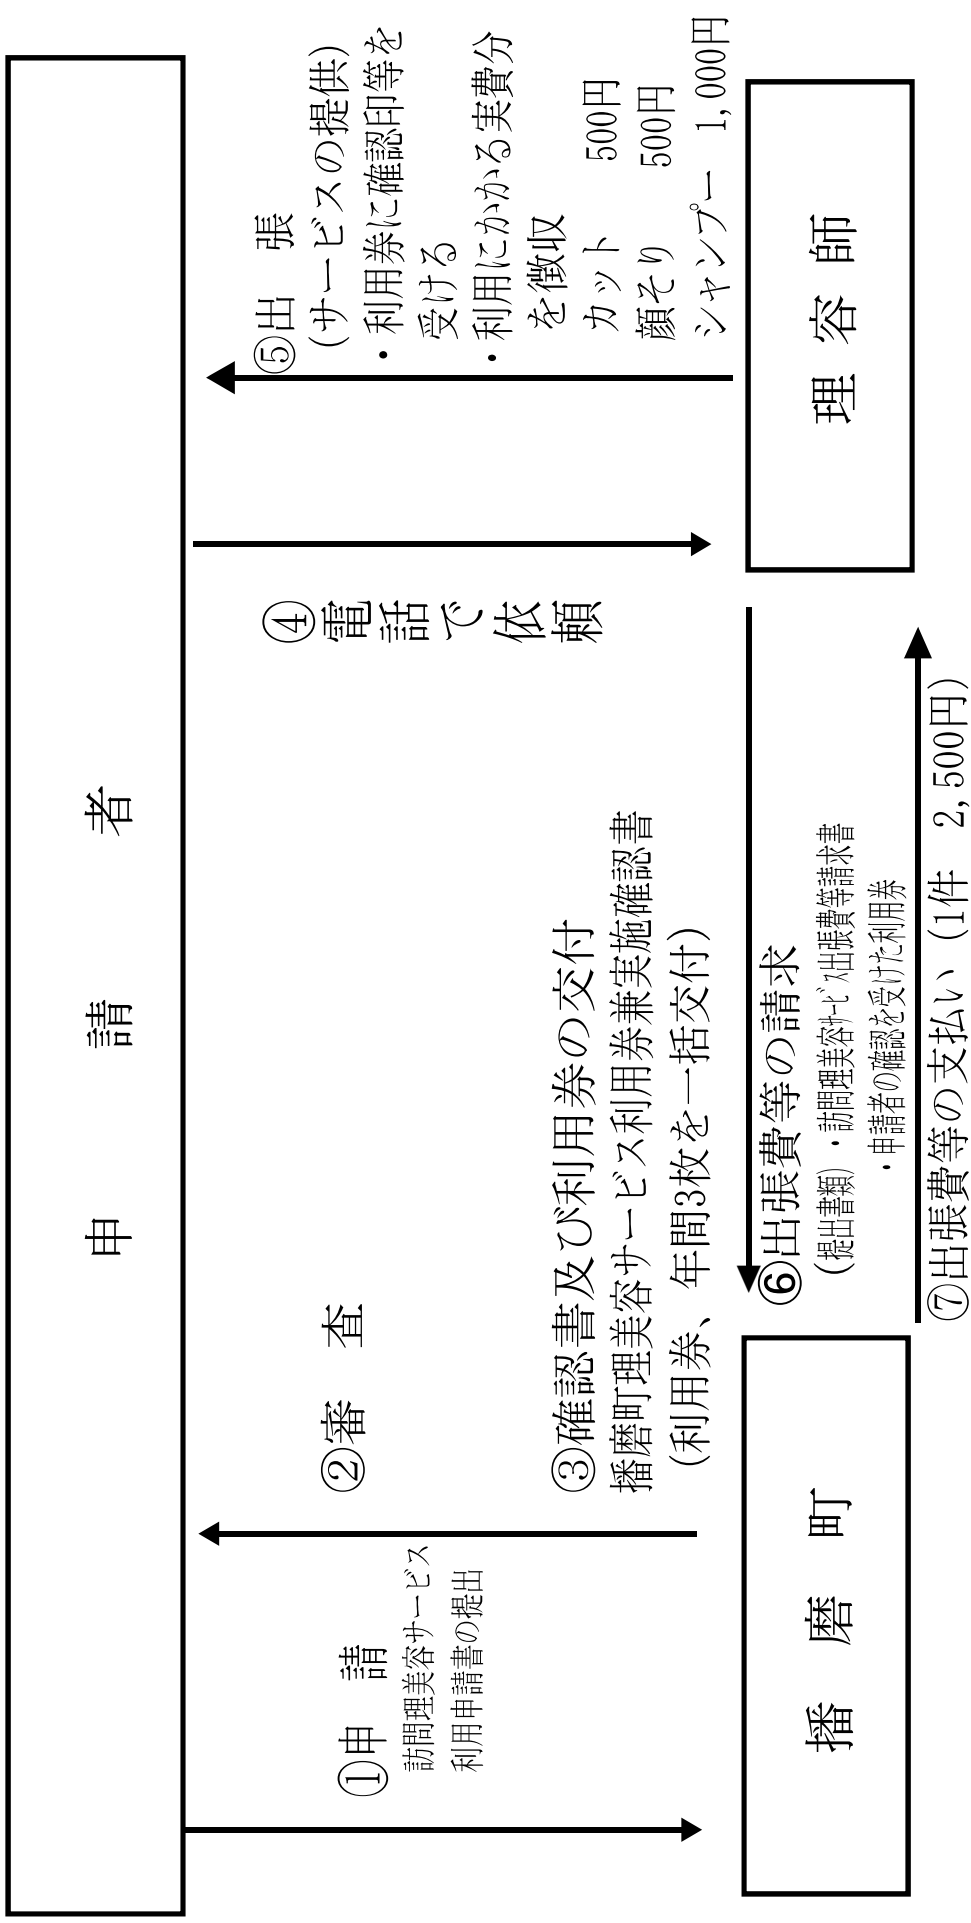 申請者
①申　請
訪問理美容サービス
利用申請書の提出
②審　査
③確認書及び利用券の交付
播磨町理美容サービス利用券兼実施確認書
(利用券、年間3枚を一括交付)
④電話で依頼
⑤出　張
(サービスの提供)
・利用券に確認印等を
受ける
・利用にかかる実費分
を徴収
カット　500円
顔そり　500円
シャンプー　1,000円
⑥出張費等の請求
(提出書類)・訪問理美容ｻｰﾋﾞｽ出張費等請求書
・申請者の確認を受けた利用券
⑦出張費等の支払い（1件　2,500円）
播磨町
理容師